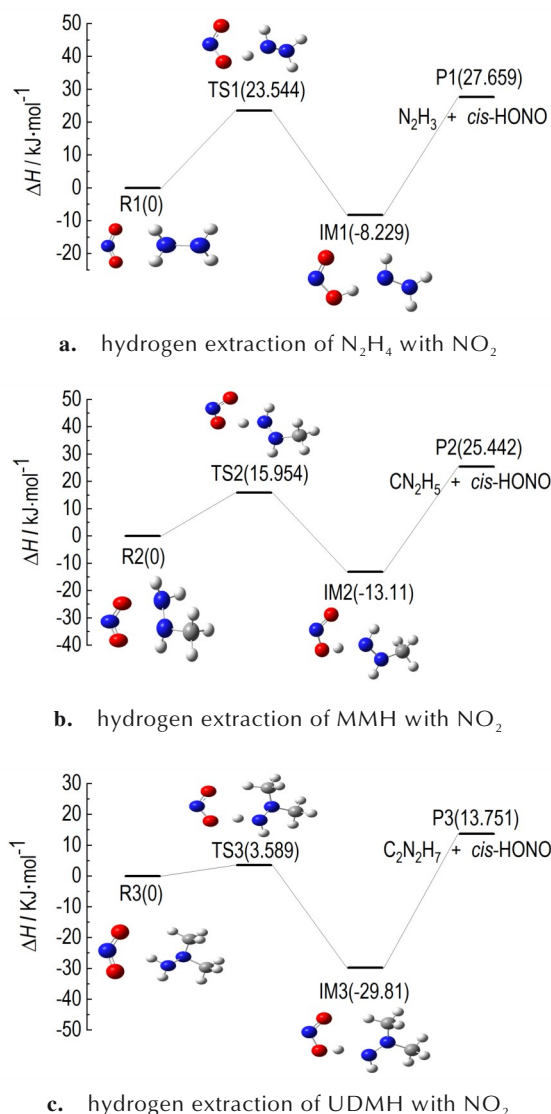 50
40
30
20
10
0
-10
-20
ΔH / kJ·mol⁻¹
R1(0)
TS1(23.544)
IM1(-8.229)
P1(27.659)
N₂H₃ + cis-HONO
a. hydrogen extraction of N₂H₄ with NO₂
50
40
30
20
10
0
-10
-20
-30
-40
ΔH / kJ·mol⁻¹
R2(0)
TS2(15.954)
IM2(-13.11)
P2(25.442)
CN₂H₅ + cis-HONO
b. hydrogen extraction of MMH with NO₂
30
20
10
0
-10
-20
-30
-40
-50
ΔH / KJ·mol⁻¹
R3(0)
TS3(3.589)
IM3(-29.81)
P3(13.751)
C₂N₂H₇ + cis-HONO
c. hydrogen extraction of UDMH with NO₂